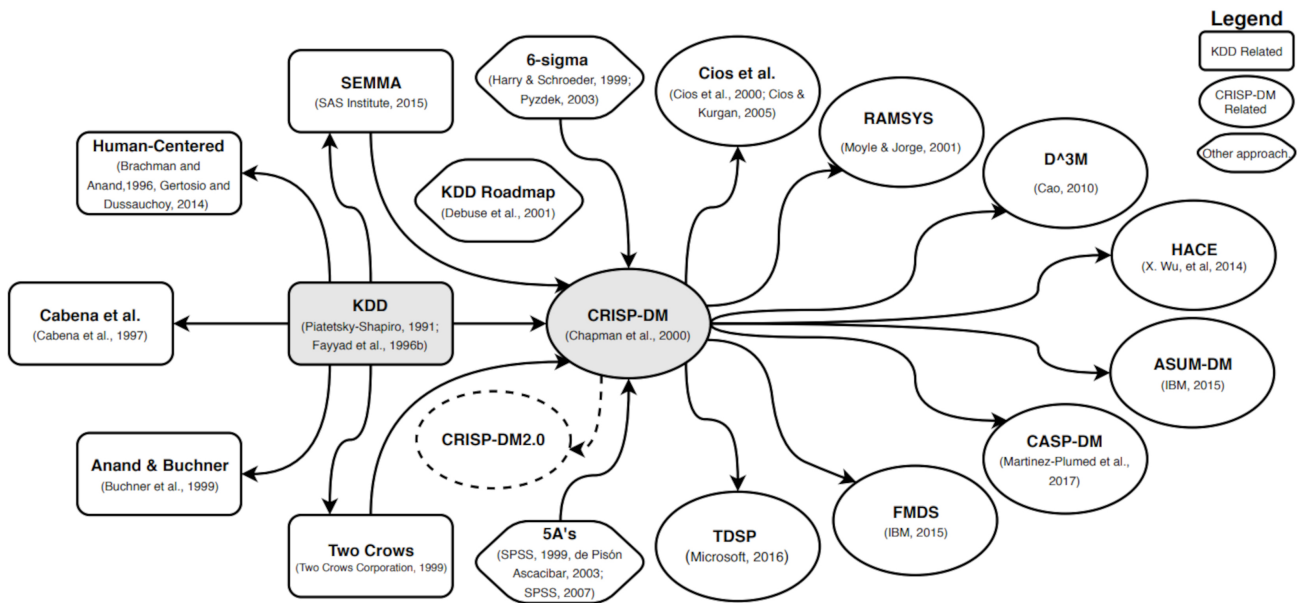 Legend
KDD Related
CRISP-DM
Related
Other approach.
6-sigma
(Harry & Schroeder, 1999;
Pyzdek, 2003)
Cios et al.
(Cios et al., 2000; Cios &
Kurgan, 2005)
SEMMA
(SAS Institute, 2015)
RAMSYS
(Moyle & Jorge, 2001)
Human-Centered
(Brachman and
Anand,1996, Gertosio and
Dussauchoy, 2014)
KDD Roadmap
(Debuse et al., 2001)
D^3M
(Cao, 2010)
HACE
(X. Wu, et al, 2014)
Cabena et al.
(Cabena et al., 1997)
KDD
(Piatetsky-Shapiro, 1991;
Fayyad et al., 1996b)
CRISP-DM
(Chapman et al., 2000)
ASUM-DM
(IBM, 2015)
CRISP-DM2.0
CASP-DM
(Martinez-Plumed et al.,
2017)
Anand & Buchner
(Buchner et al., 1999)
Two Crows
(Two Crows Corporation, 1999)
5A's
(SPSS, 1999, de Pisón
Ascacibar, 2003;
SPSS, 2007)
TDSP
(Microsoft, 2016)
FMDS
(IBM, 2015)